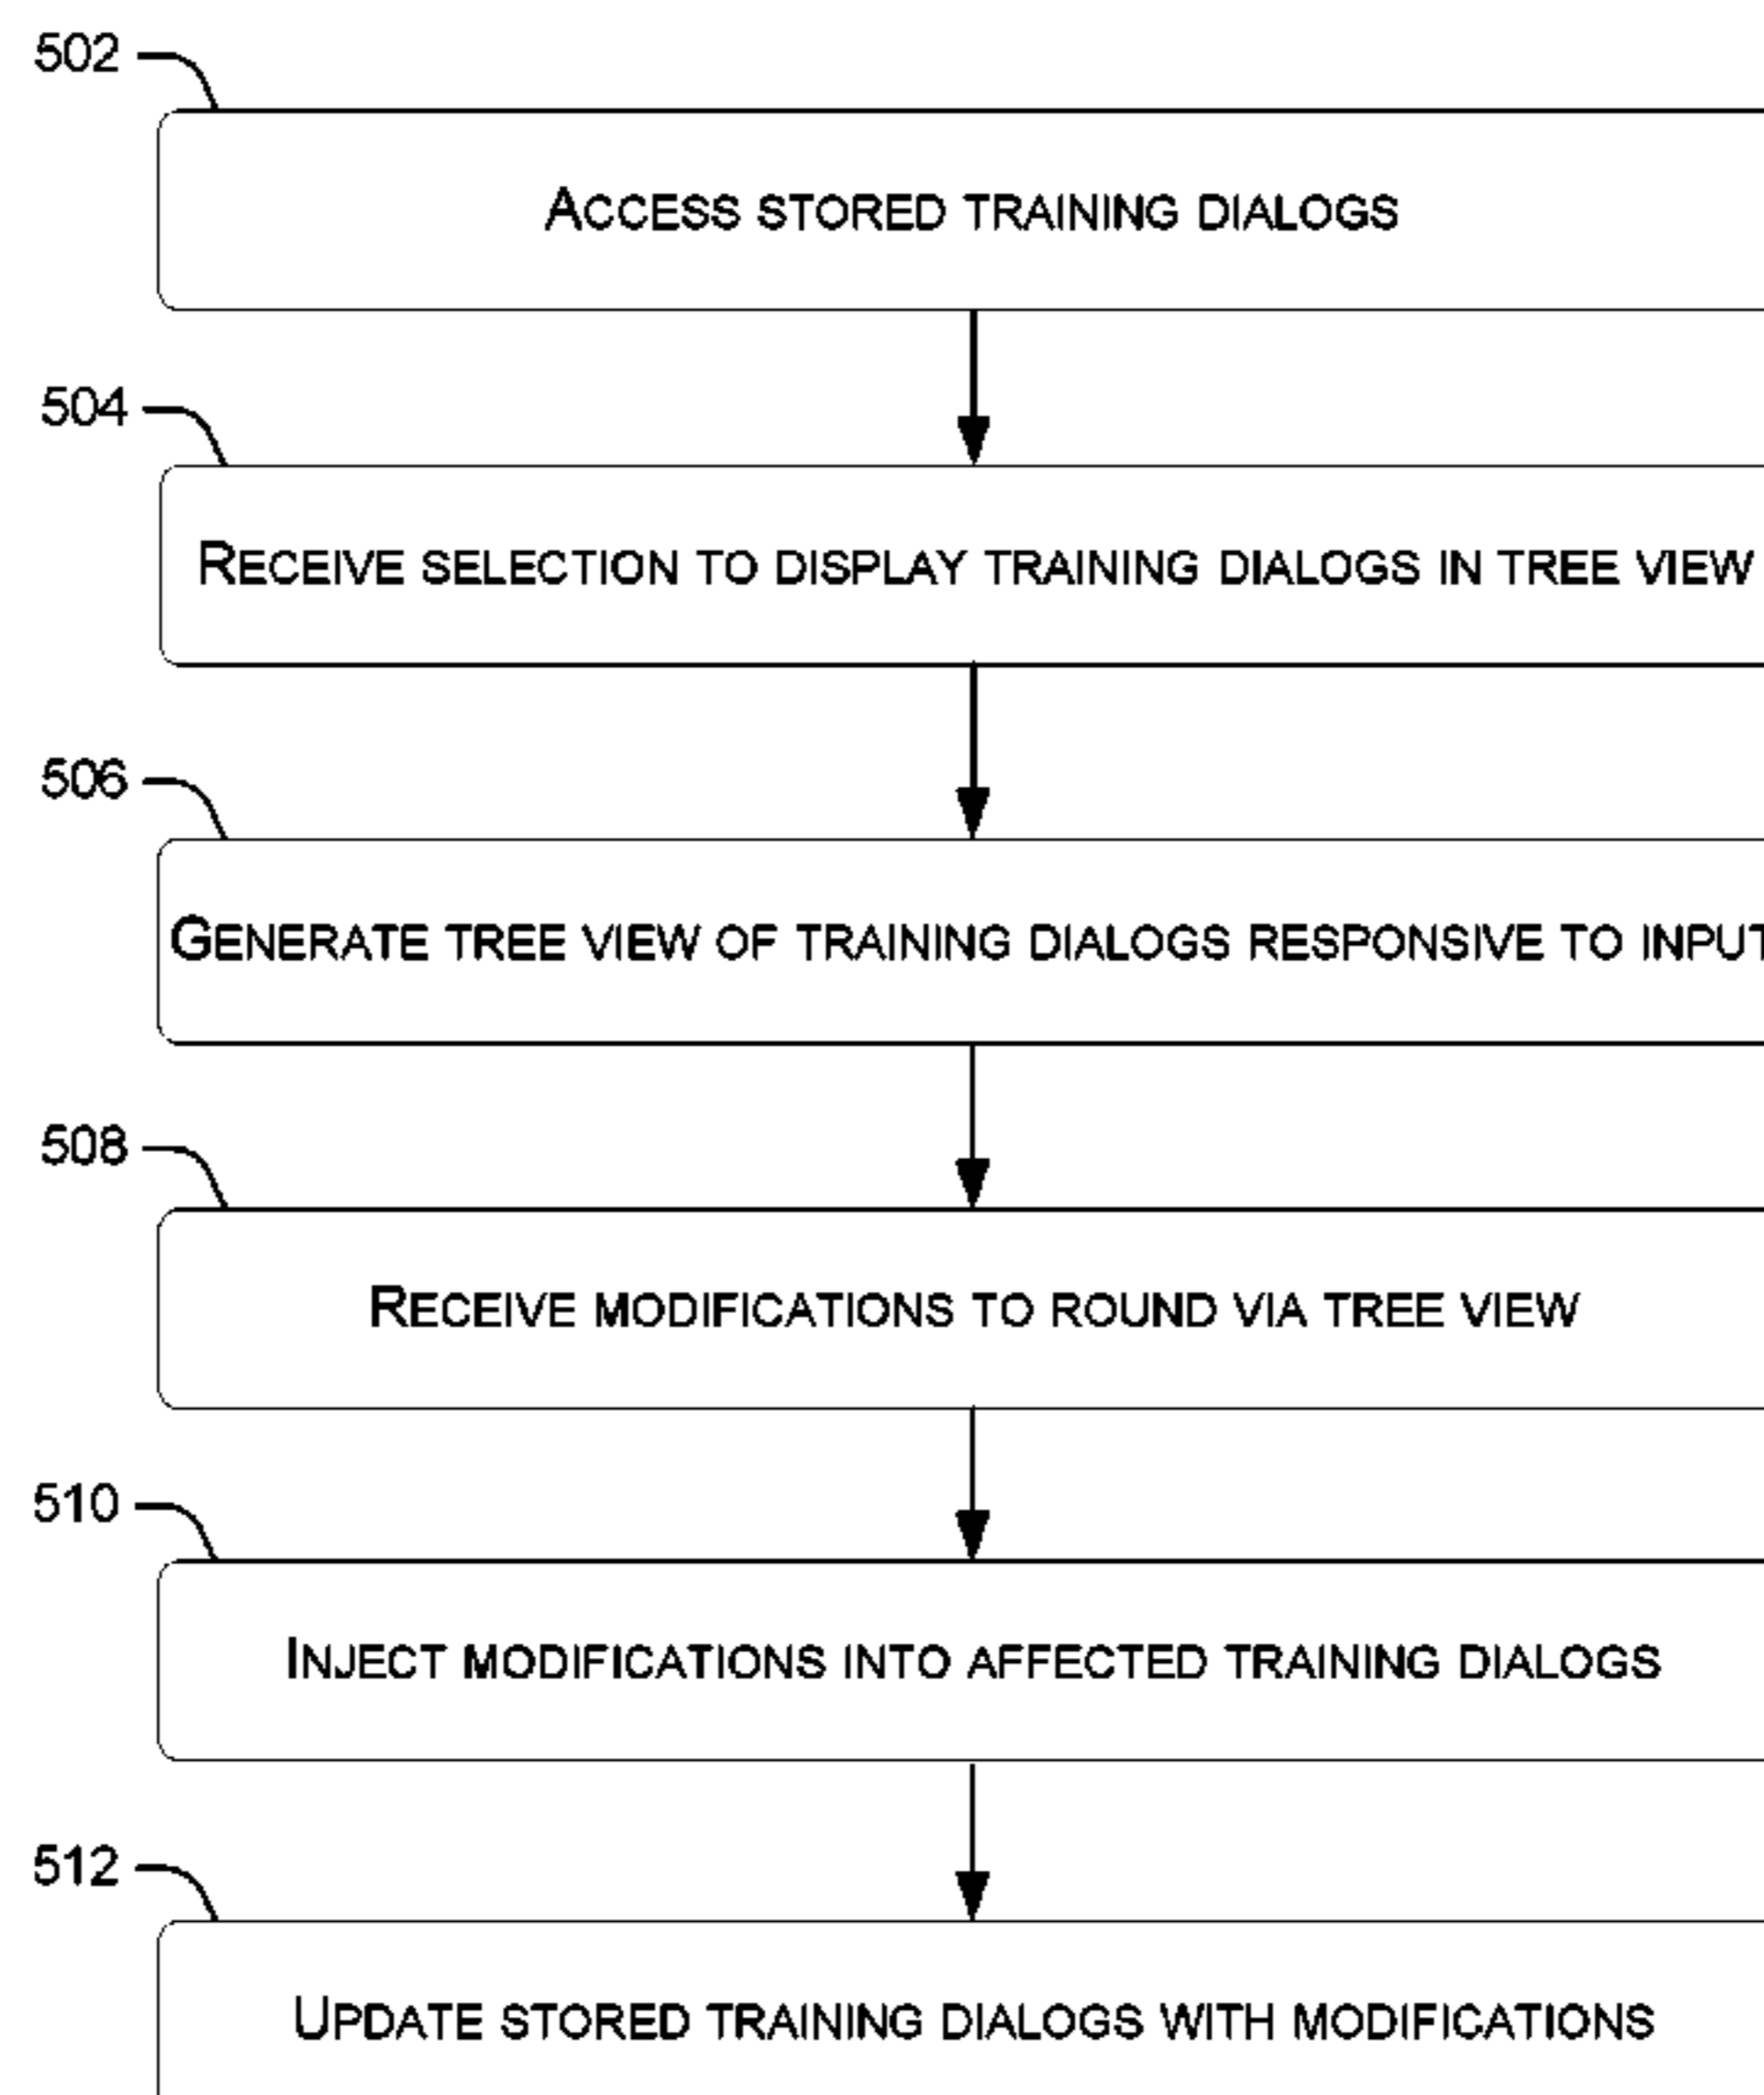 502
ACCESS STORED TRAINING DIALOGS
504
RECEIVE SELECTION TO DISPLAY TRAINING DIALOGS IN TREE VIEW
506
GENERATE TREE VIEW OF TRAINING DIALOGS RESPONSIVE TO INPUT
508
RECEIVE MODIFICATIONS TO ROUND VIA TREE VIEW
510
INJECT MODIFICATIONS INTO AFFECTED TRAINING DIALOGS
512
UPDATE STORED TRAINING DIALOGS WITH MODIFICATIONS